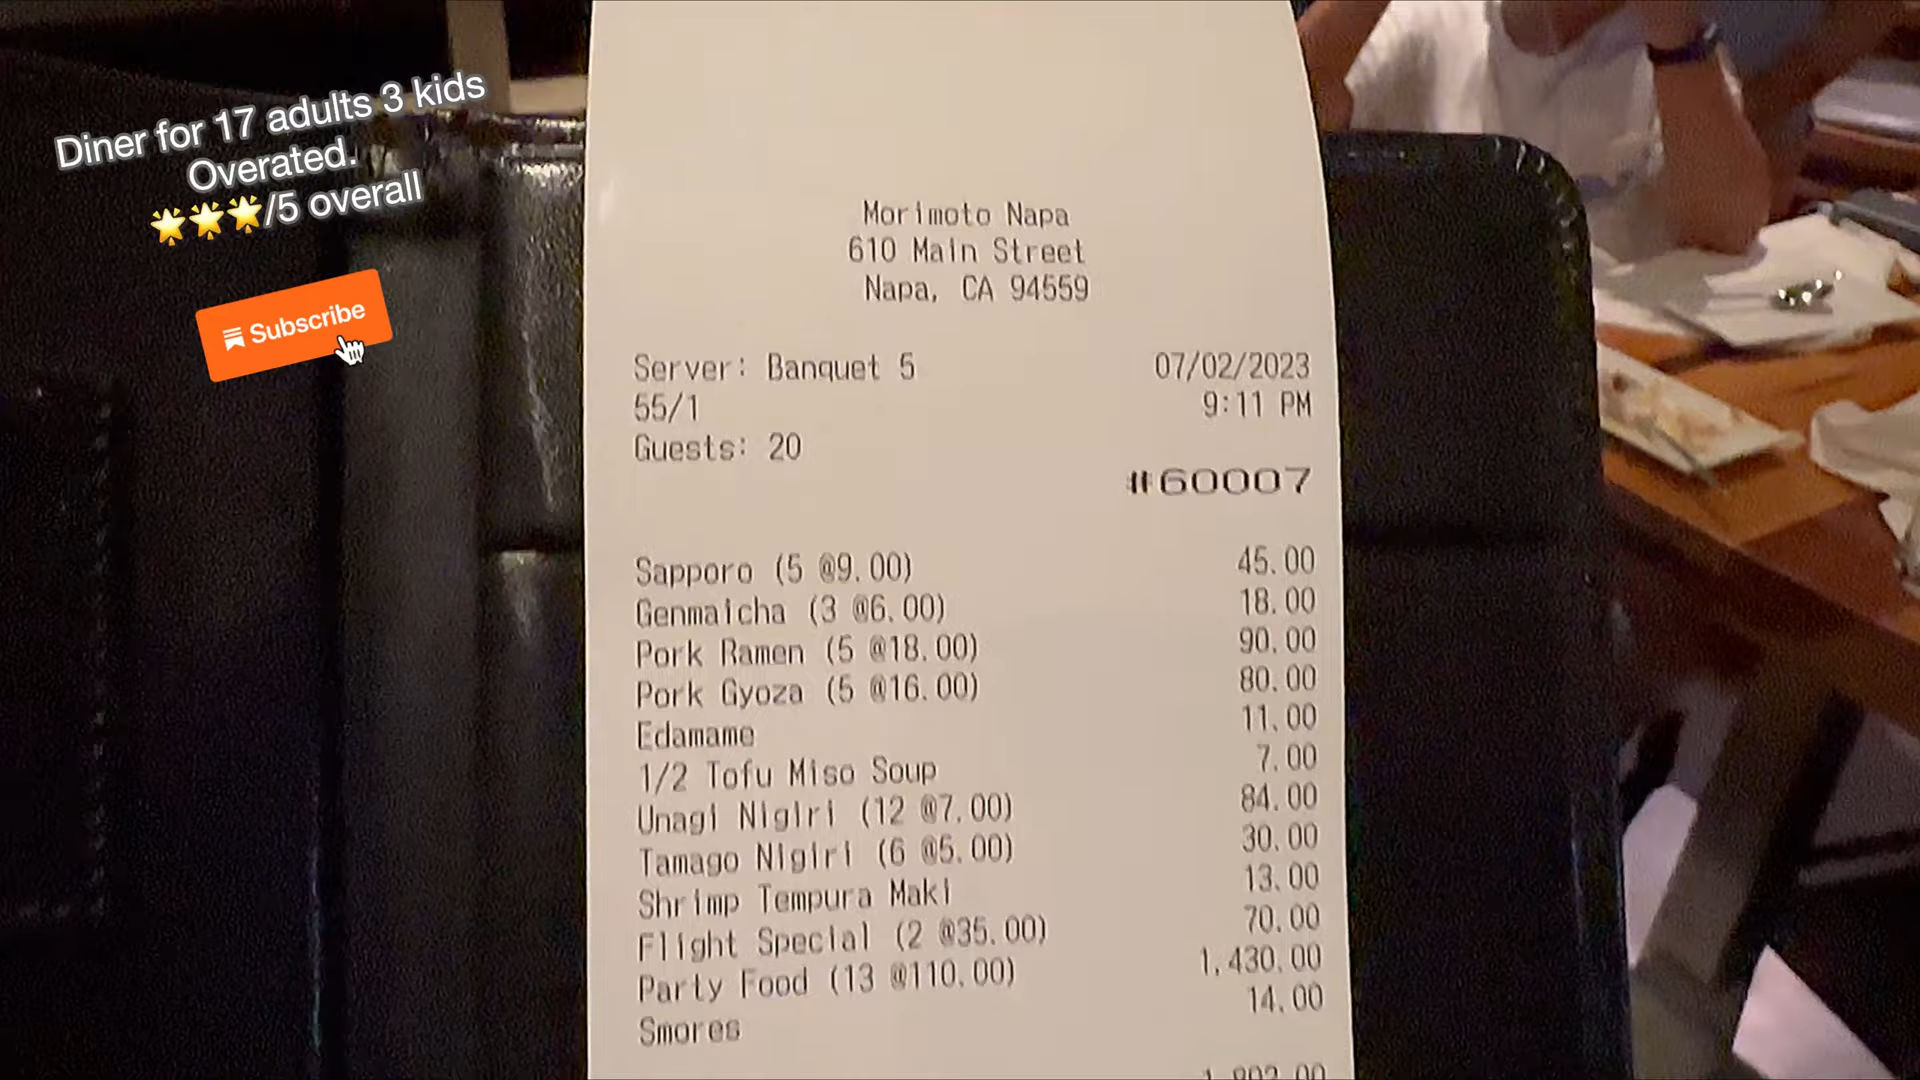 Diner for 17 adults 3 kids
Overated.
🌟🌟🌟/5 overall
Subscribe
Morimoto Napa
610 Main Street
Napa, CA 94559
Server: Banquet 5 07/02/2023
55/1 9:11 PM
Guests: 20
#60007
Sapporo (5 @9.00) 45.00
Genmaicha (3 @6.00) 18.00
Pork Ramen (5 @18.00) 90.00
Pork Gyoza (5 @16.00) 80.00
Edamame 11.00
1/2 Tofu Miso Soup 7.00
Unagi Nigiri (12 @7.00) 84.00
Tamago Nigiri (6 @5.00) 30.00
Shrimp Tempura Maki 13.00
Flight Special (2 @35.00) 70.00
Party Food (13 @110.00) 1,430.00
Smores 14.00